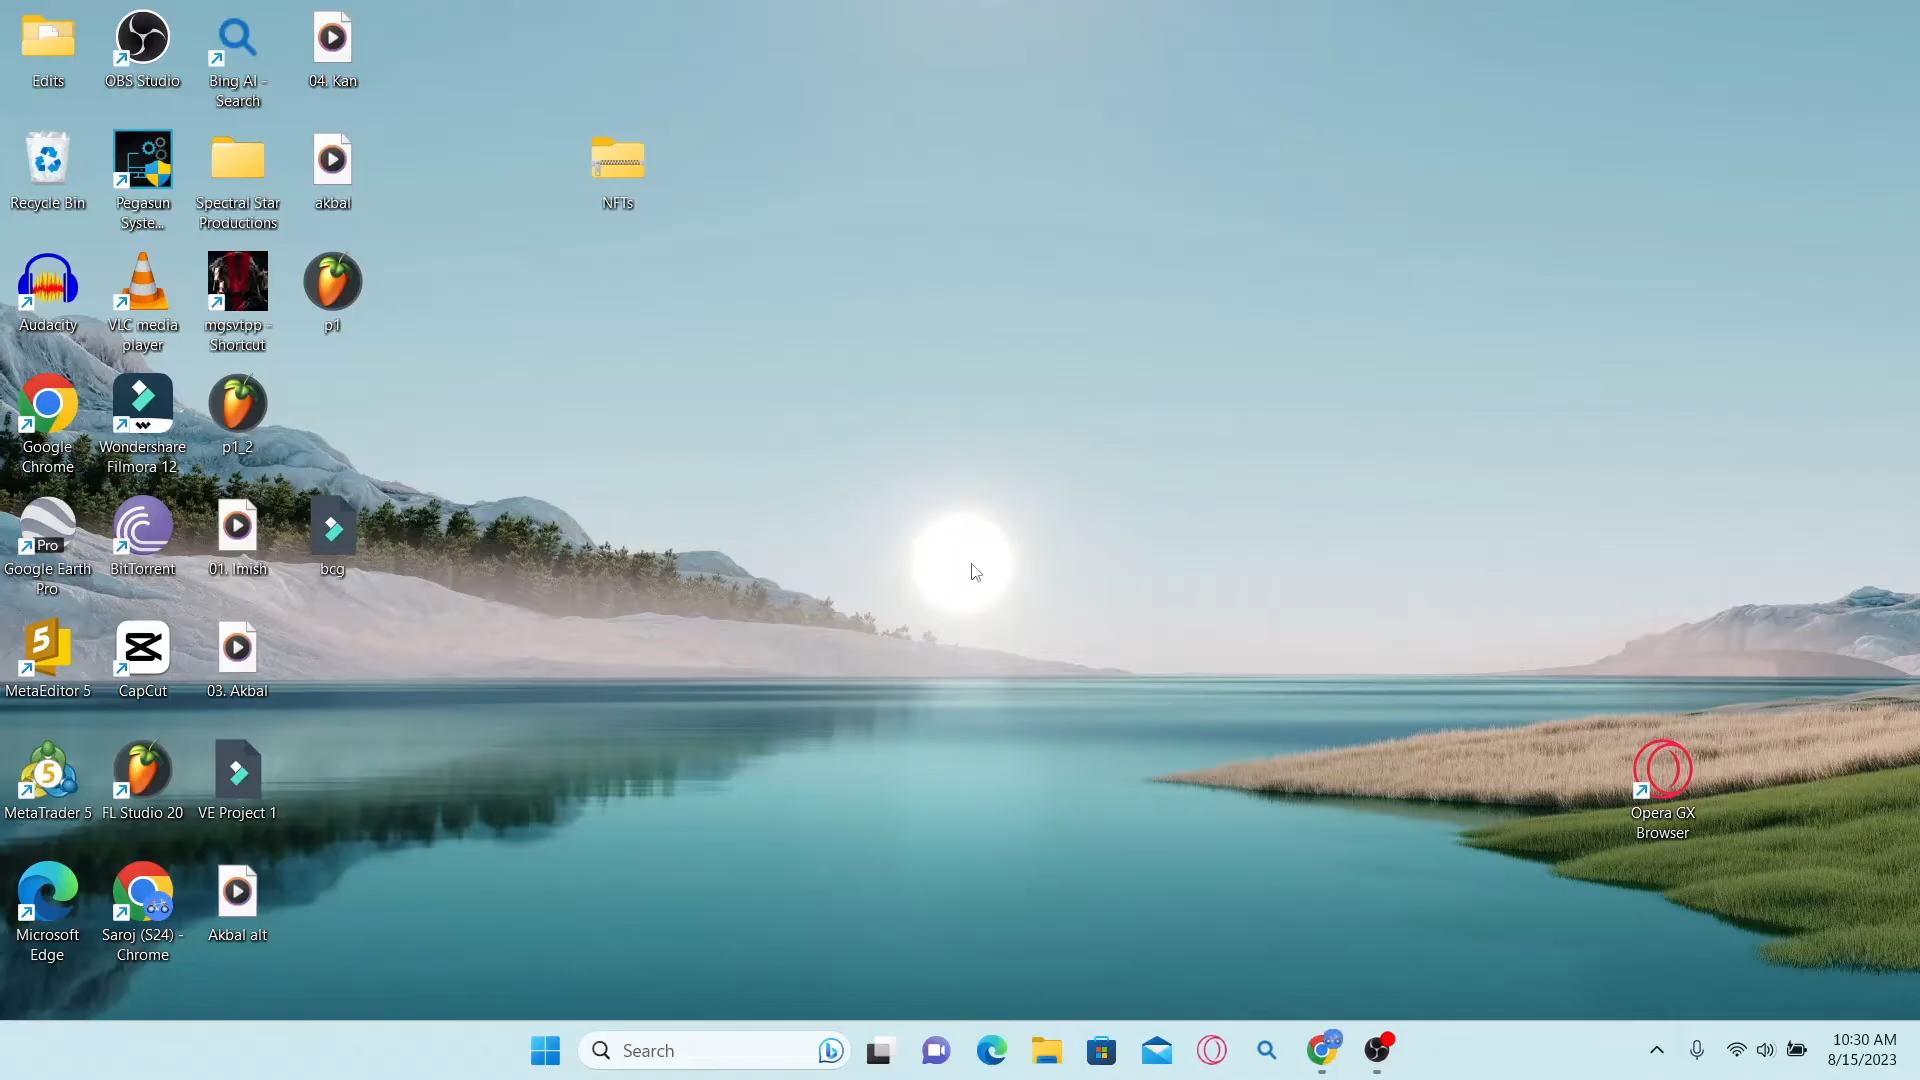 Edits
OBS Studio
Bing AI -
Search
04. Kan
Recycle Bin
Pegasun
Syste...
Spectral Star
Productions
akbal
NFTs
Audacity
VLC media
player
mgsvtpp -
Shortcut
p1
Google
Chrome
Wondershare
Filmora 12
p1_2
Pro
Google Earth
Pro
BitTorrent
01. Imish
bcg
5
MetaEditor 5
CapCut
03. Akbal
5
MetaTrader 5
FL Studio 20
VE Project 1
Opera GX
Browser
Microsoft
Edge
Saroj (S24) -
Chrome
Akbal alt
Search
10:30 AM
8/15/2023